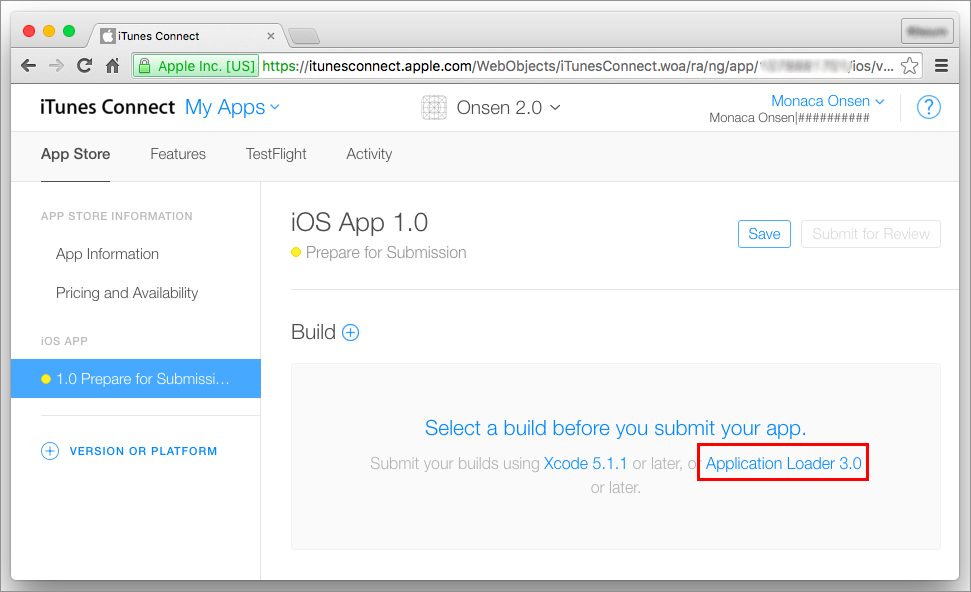 iTunes Connect
Apple Inc. [US] https://itunesconnect.apple.com/WebObjects/iTunesConnect.woa/ra/ng/app/ /ios/v...
iTunes Connect My Apps Onsen 2.0 Monaca Onsen
Monaca Onsen|##########
?
App Store Features TestFlight Activity
APP STORE INFORMATION
App Information
Pricing and Availability
iOS APP
1.0 Prepare for Submissi...
VERSION OR PLATFORM
iOS App 1.0
Prepare for Submission
Save Submit for Review
Build
Select a build before you submit your app.
Submit your builds using Xcode 5.1.1 or later, o Application Loader 3.0
or later.